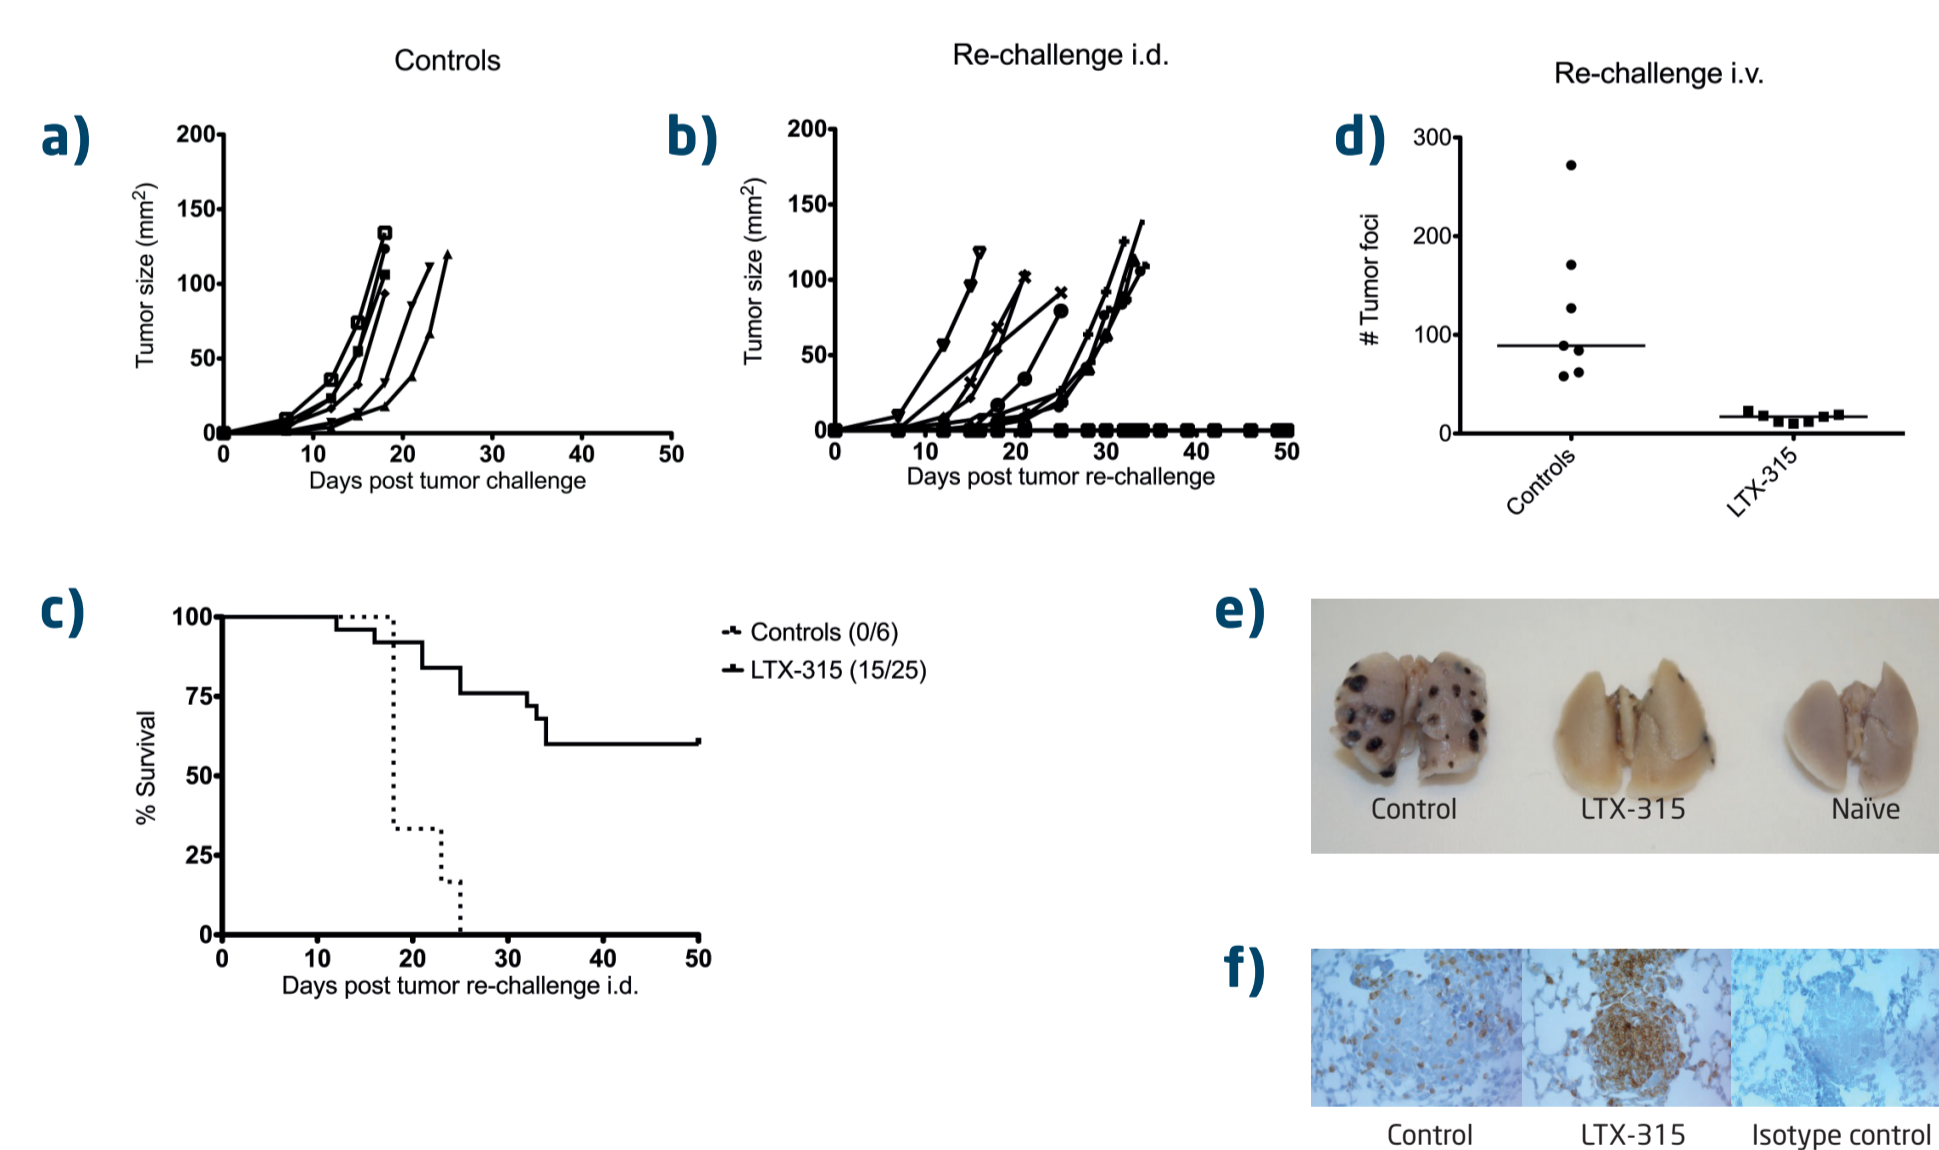 Controls
a)
200
150
100
50
0
Tumor size (mm2)
0 10 20 30 40 50
Days post tumor challenge
Re-challenge i.d.
b)
200
150
100
50
0
Tumor size (mm2)
0 10 20 30 40 50
Days post tumor re-challenge
Re-challenge i.v.
d)
300
200
100
0
# Tumor foci
Controls
LTX-315
c)
100
75
50
25
0
% Survival
0 10 20 30 40 50
Days post tumor re-challenge i.d.
Controls (0/6)
LTX-315 (15/25)
e)
Control LTX-315 Naïve
f)
Control LTX-315 Isotype control